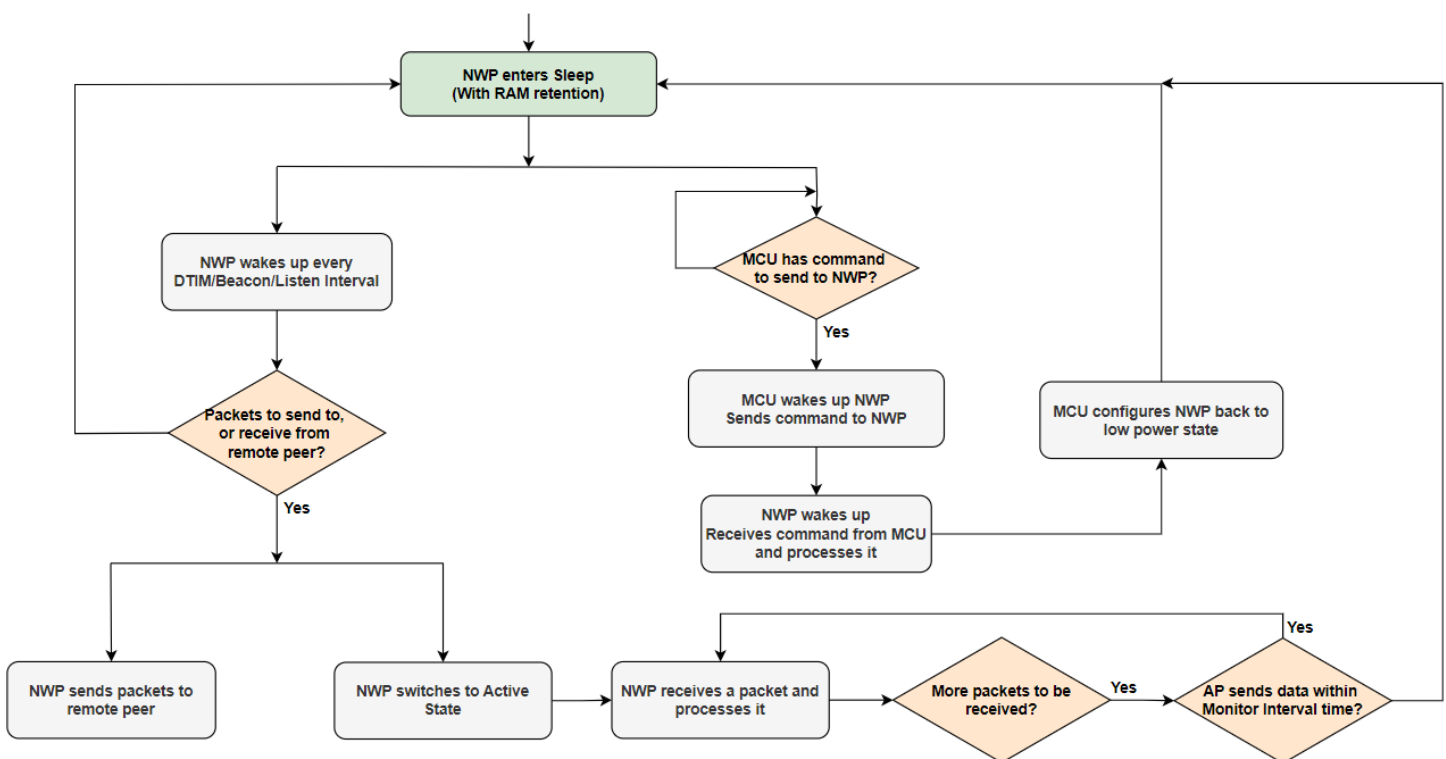 NWP enters Sleep
(With RAM retention)
NWP wakes up every
DTIM/Beacon/Listen Interval
MCU has command
to send to NWP?
Yes
Packets to send to,
or receive from
remote peer?
Yes
MCU wakes up NWP
Sends command to NWP
MCU configures NWP back to
low power state
NWP wakes up
Receives command from MCU
and processes it
NWP sends packets to
remote peer
NWP switches to Active
State
NWP receives a packet and
processes it
More packets to be
received?
Yes
AP sends data within
Monitor Interval time?
Yes